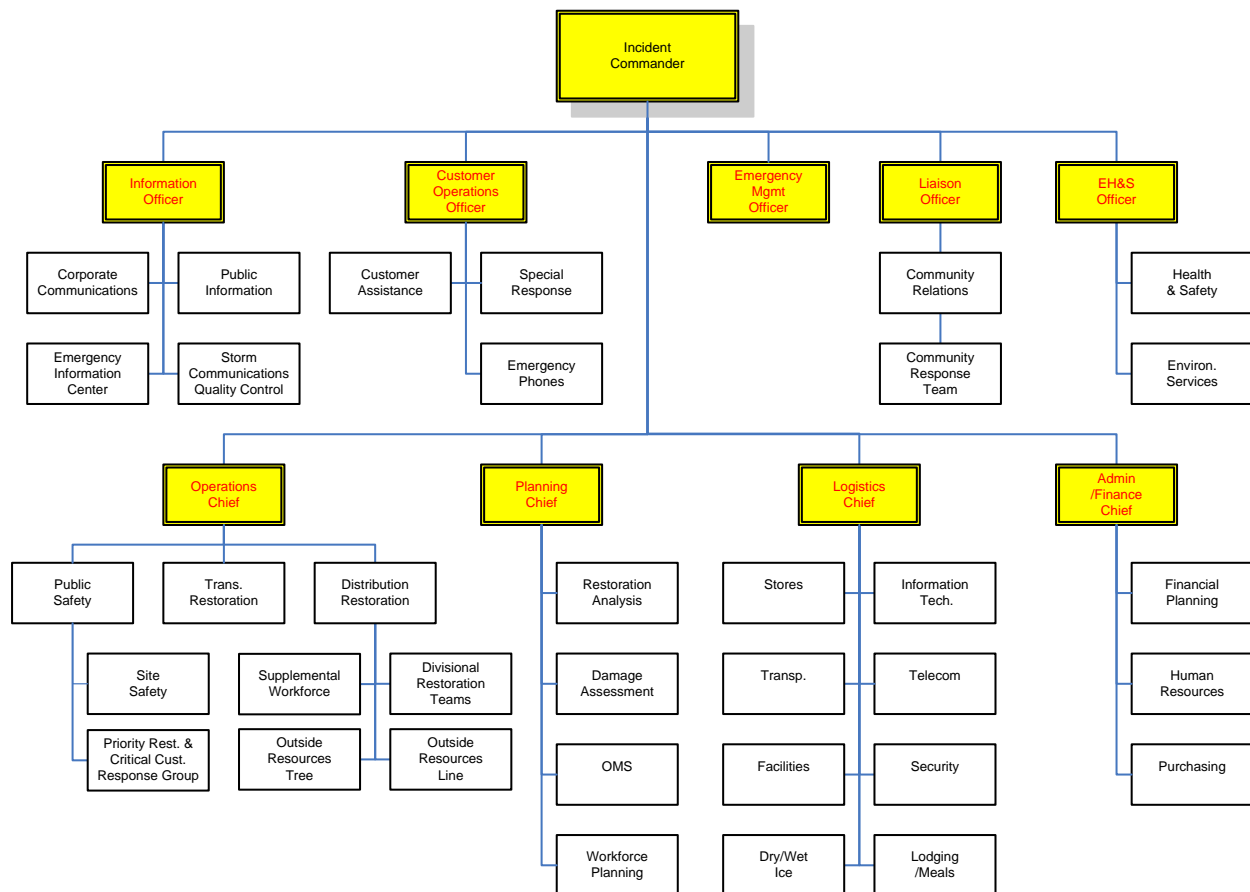 Incident
Commander
Information
Officer
Customer
Operations
Officer
Emergency
Mgmt
Officer
Liaison
Officer
EH&S
Officer
Corporate
Communications
Public
Information
Customer
Assistance
Special
Response
Community
Relations
Health
& Safety
Emergency
Information
Center
Storm
Communications
Quality Control
Emergency
Phones
Community
Response
Team
Environ.
Services
Operations
Chief
Planning
Chief
Logistics
Chief
Admin
/Finance
Chief
Public
Safety
Trans.
Restoration
Distribution
Restoration
Restoration
Analysis
Stores
Information
Tech.
Financial
Planning
Site
Safety
Supplemental
Workforce
Divisional
Restoration
Teams
Damage
Assessment
Transp.
Telecom
Human
Resources
Priority Rest. &
Critical Cust.
Response Group
Outside
Resources
Tree
Outside
Resources
Line
OMS
Facilities
Security
Purchasing
Workforce
Planning
Dry/Wet
Ice
Lodging
/Meals